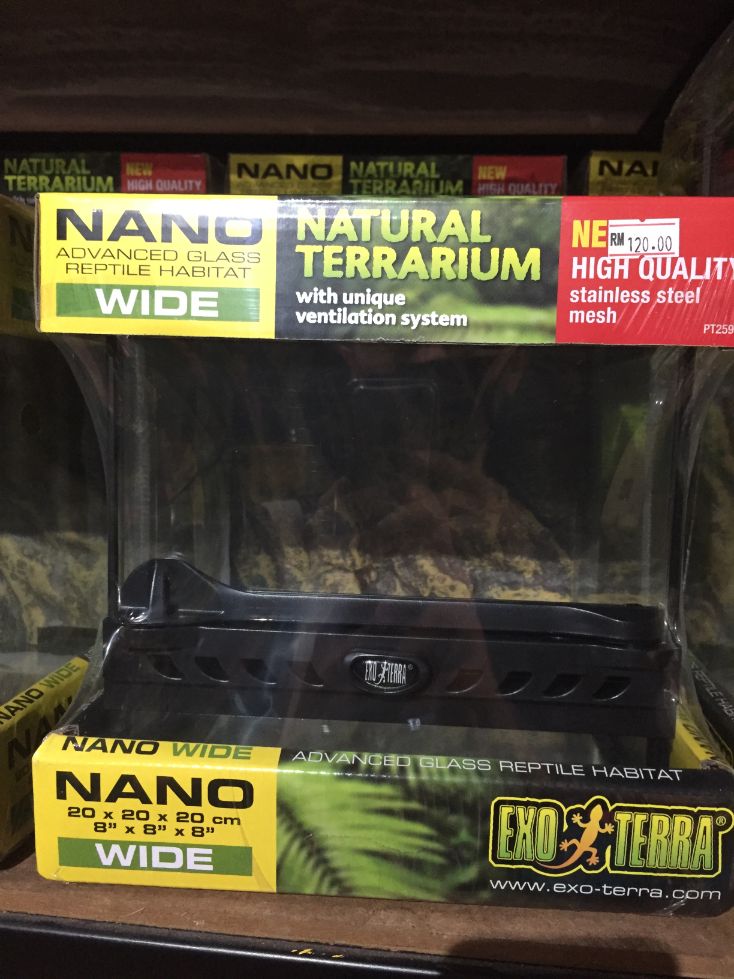 NATURAL
TERRARIUM
NEW
HIGH QUALITY
NANO
NATURAL
TERRARIUM
NEW
HIGH QUALITY
NANO
ADVANCED GLASS
REPTILE HABITAT
WIDE
NATURAL
TERRARIUM
with unique
ventilation system
RM 120.00
HIGH QUALITY
stainless steel
mesh
PT259
EXO TERRA®
NANO WIDE
NANO WIDE
ADVANCED GLASS REPTILE HABITAT
NANO
20 x 20 x 20 cm
8" x 8" x 8"
WIDE
EXO TERRA®
www.exo-terra.com